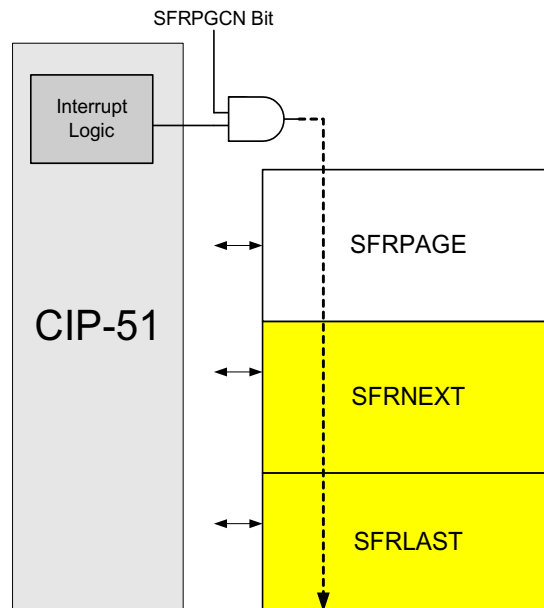 SFRPGCN Bit
Interrupt
Logic
SFRPAGE
CIP-51
SFRNEXT
SFRLAST